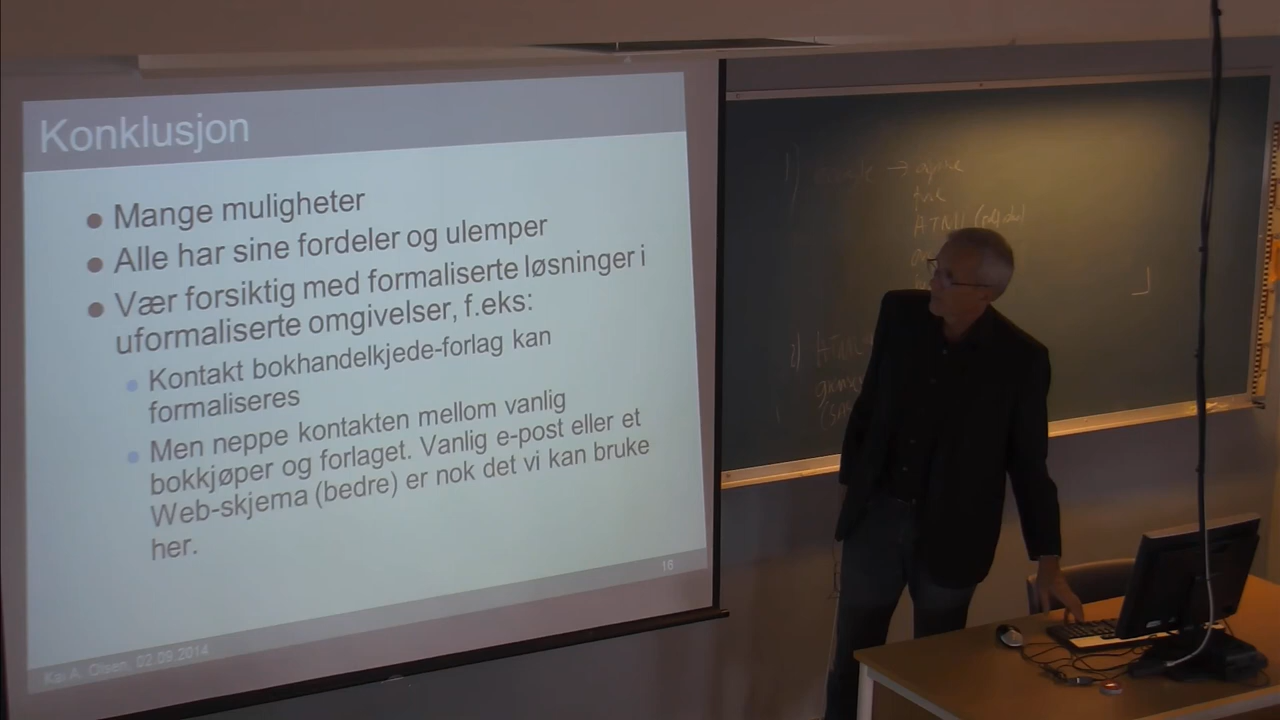 Konklusjon
Mange muligheter
Alle har sine fordeler og ulemper
Vær forsiktig med formaliserte løsninger i
uformaliserte omgivelser, f.eks:
Kontakt bokhandelkjede-forlag kan
formaliseres
Men neppe kontakten mellom vanlig
bokkjøper og forlaget. Vanlig e-post eller et
Web-skjema (bedre) er nok det vi kan bruke
her.
16
Kai A. Olsen, 02.09.2014
1)
2)